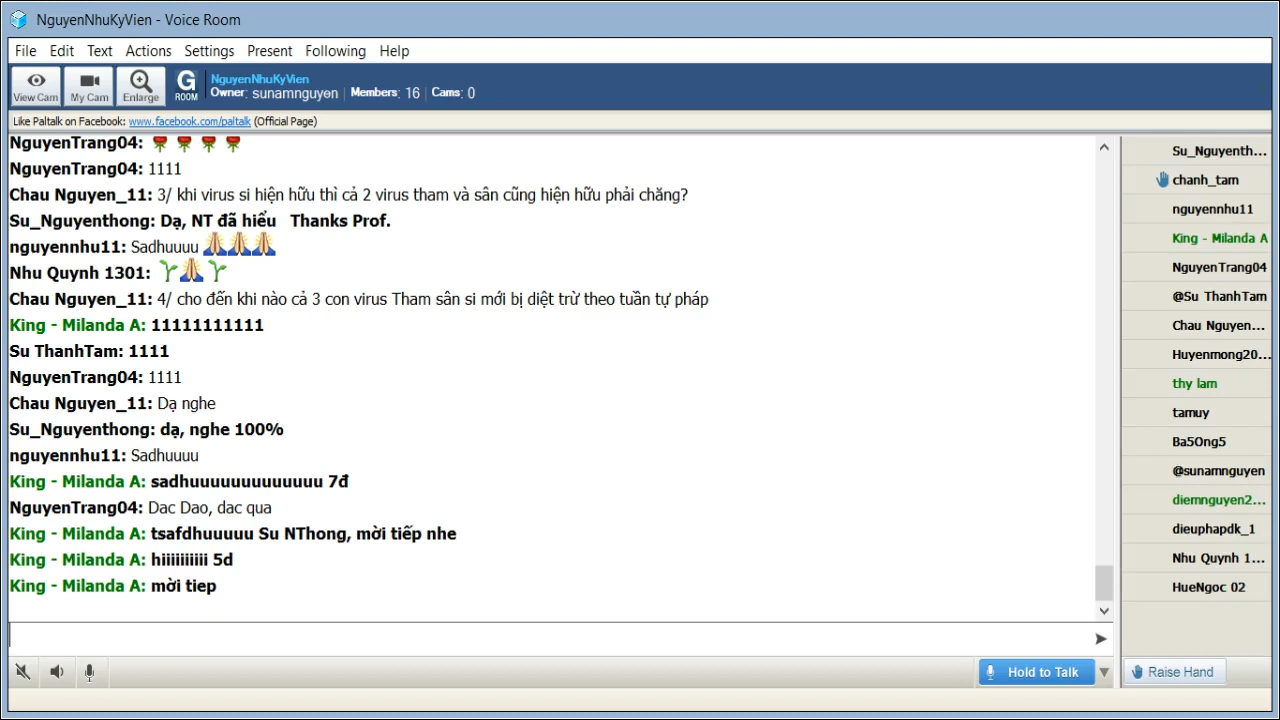 NguyenNhuKyVien - Voice Room
File Edit Text Actions Settings Present Following Help
View Cam My Cam Enlarge G ROOM
NguyenNhuKyVien
Owner: sunamnguyen Members: 16 Cams: 0
Like Paltalk on Facebook: www.facebook.com/paltalk (Official Page)
NguyenTrang04:
NguyenTrang04: 1111
Chau Nguyen_11: 3/ khi virus si hiện hữu thì cả 2 virus tham và sân cũng hiện hữu phải chăng?
Su_Nguyenthong: Dạ, NT đã hiểu Thanks Prof.
nguyennhu11: Sadhuuuu
Nhu Quynh 1301:
Chau Nguyen_11: 4/ cho đến khi nào cả 3 con virus Tham sân si mới bị diệt trừ theo tuần tự pháp
King - Milanda A: 11111111111
Su ThanhTam: 1111
NguyenTrang04: 1111
Chau Nguyen_11: Dạ nghe
Su_Nguyenthong: dạ, nghe 100%
nguyennhu11: Sadhuuuu
King - Milanda A: sadhuuuuuuuuuuuuu 7đ
NguyenTrang04: Dac Dao, dac qua
King - Milanda A: tsafdhuuuuu Su NThong, mời tiếp nhe
King - Milanda A: hiiiiiiiiii 5d
King - Milanda A: mời tiep
Su_Nguyenth...
chanh_tam
nguyennhu11
King - Milanda A
NguyenTrang04
@Su ThanhTam
Chau Nguyen...
Huyenmong20...
thy lam
tamuy
Ba5Ong5
@sunamnguyen
diemnguyen2...
dieuphapdk_1
Nhu Quynh 1...
HueNgoc 02
Hold to Talk
Raise Hand